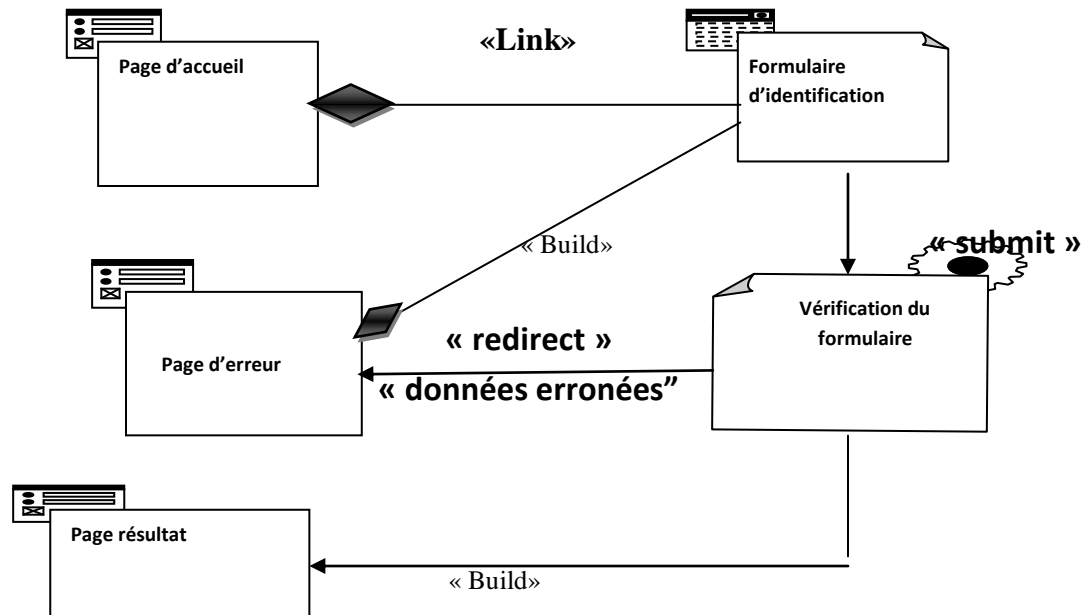 «Link»
Page d’accueil
Formulaire
d’identification
« Build»
« submit »
Vérification du
formulaire
« redirect »
Page d’erreur
« données erronées”
Page résultat
« Build»